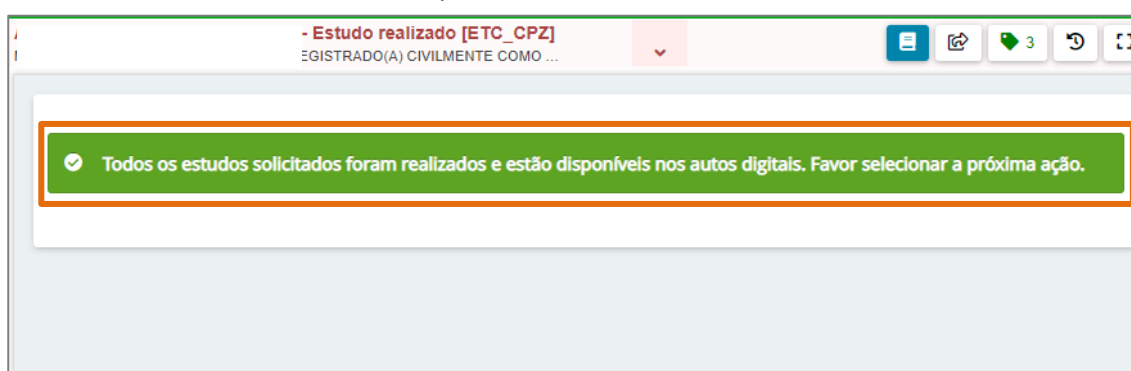 - Estudo realizado [ETC_CPZ]
EGISTRADO(A) CIVILMENTE COMO ...
3
Todos os estudos solicitados foram realizados e estão disponíveis nos autos digitais. Favor selecionar a próxima ação.